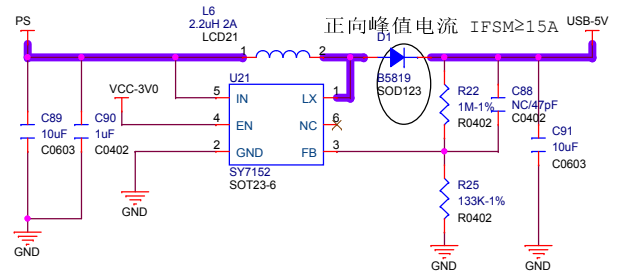 PS
L6
2.2uH 2A
LCD21
1
2
正向峰值电流 IFSM≥15A
USB-5V
D1
B5819
SOD123
VCC-3V0
U21
5
IN
LX
1
4
EN
NC
6
2
GND
FB
3
SY7152
SOT23-6
C89
10uF
C0603
C90
1uF
C0402
R22
1M-1%
R0402
C88
NC/47pF
C0402
C91
10uF
C0603
R25
133K-1%
R0402
GND
GND
GND
GND